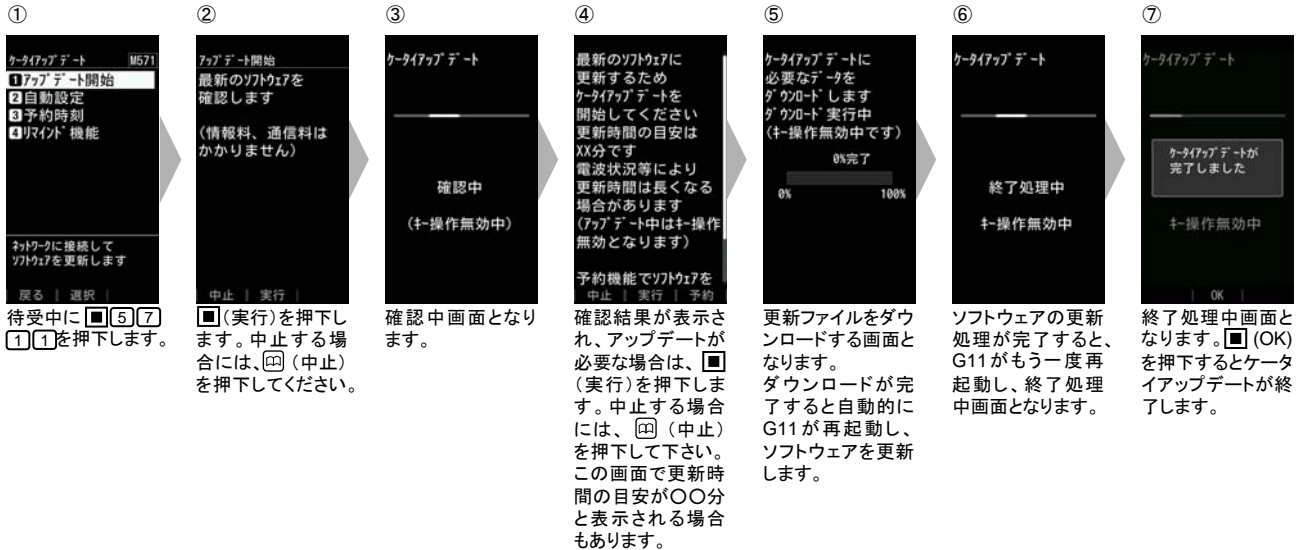 ①
ｹｰﾀｲｱｯﾌﾟﾃﾞｰﾄ M571
1ｱｯﾌﾟﾃﾞｰﾄ開始
2自動設定
3予約時刻
4ﾘﾏｲﾝﾄﾞ機能
ﾈｯﾄﾜｰｸに接続して
ｿﾌﾄｳｪｱを更新します
戻る | 選択 |
待受中に ■ 5 7
1 1を押下します。
②
ｱｯﾌﾟﾃﾞｰﾄ開始
最新のｿﾌﾄｳｪｱを
確認します
(情報料、通信料は
かかりません)
中止 | 実行 |
■(実行)を押下し
ます。中止する場
合には、(中止)
を押下してください。
③
ｹｰﾀｲｱｯﾌﾟﾃﾞｰﾄ
確認中
(ｷｰ操作無効中)
確認中画面となり
ます。
④
最新のｿﾌﾄｳｪｱに
更新するため
ｹｰﾀｲｱｯﾌﾟﾃﾞｰﾄを
開始してください
更新時間の目安は
XX分です
電波状況等により
更新時間は長くなる
場合があります
(ｱｯﾌﾟﾃﾞｰﾄ中はｷｰ操作
無効となります)
予約機能でｿﾌﾄｳｪｱを
中止 | 実行 | 予約
確認結果が表示さ
れ、アップデートが
必要な場合は、■
(実行)を押下しま
す。中止する場合
には、(中止)
を押下して下さい。
この画面で更新時
間の目安が〇〇分
と表示される場合
もあります。
⑤
ｹｰﾀｲｱｯﾌﾟﾃﾞｰﾄに
必要なﾃﾞｰﾀを
ﾀﾞｳﾝﾛｰﾄﾞします
ﾀﾞｳﾝﾛｰﾄﾞ実行中
(ｷｰ操作無効中です)
0%完了
0% 100%
更新ファイルをダウ
ンロードする画面と
なります。
ダウンロードが完
了すると自動的に
G11が再起動し、
ソフトウェアを更新
します。
⑥
ｹｰﾀｲｱｯﾌﾟﾃﾞｰﾄ
終了処理中
ｷｰ操作無効中
ソフトウェアの更新
処理が完了すると、
G11がもう一度再
起動し、終了処理
中画面となります。
⑦
ｹｰﾀｲｱｯﾌﾟﾃﾞｰﾄ
ｹｰﾀｲｱｯﾌﾟﾃﾞｰﾄが
完了しました
ｷｰ操作無効中
| OK |
終了処理中画面と
なります。■ (OK)
を押下するとケータ
イアップデートが終
了します。